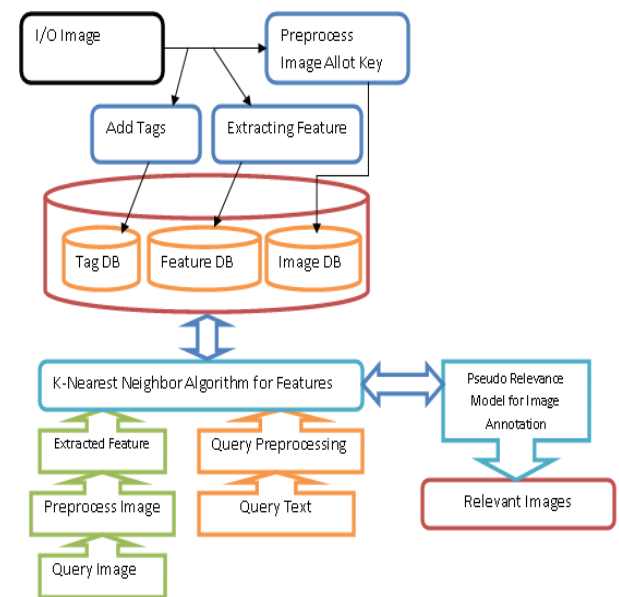 I/O Image
Preprocess
Image Allot Key
Add Tags
Extracting Feature
Tag DB
Feature DB
Image DB
K-Nearest Neighbor Algorithm for Features
Pseudo Relevance
Model for Image
Annotation
Extracted Feature
Query Preprocessing
Preprocess Image
Query Text
Relevant Images
Query Image